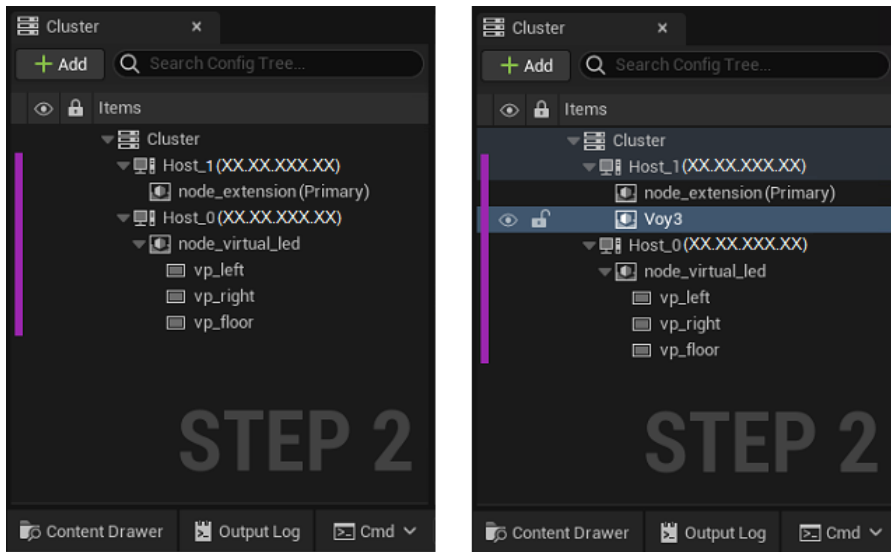 Cluster ×
Add Search Config Tree...
Items
Cluster
Host_1 (XX.XX.XXX.XX)
node_extension (Primary)
Host_0 (XX.XX.XXX.XX)
node_virtual_led
vp_left
vp_right
vp_floor
STEP 2
Content Drawer Output Log Cmd
Cluster ×
Add Search Config Tree...
Items
Cluster
Host_1 (XX.XX.XXX.XX)
node_extension (Primary)
Voy3
Host_0 (XX.XX.XXX.XX)
node_virtual_led
vp_left
vp_right
vp_floor
STEP 2
Content Drawer Output Log Cmd